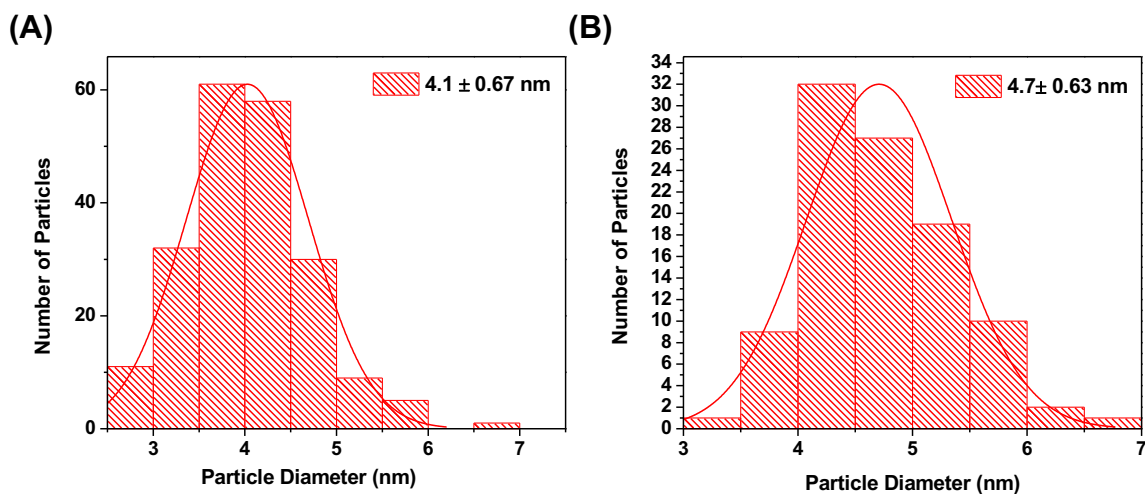 (A)
4.1 ± 0.67 nm
Number of Particles
60
40
20
0
3 4 5 6 7
Particle Diameter (nm)
(B)
4.7± 0.63 nm
Number of Particles
34
32
30
28
26
24
22
20
18
16
14
12
10
8
6
4
2
0
3 4 5 6 7
Particle Diameter (nm)